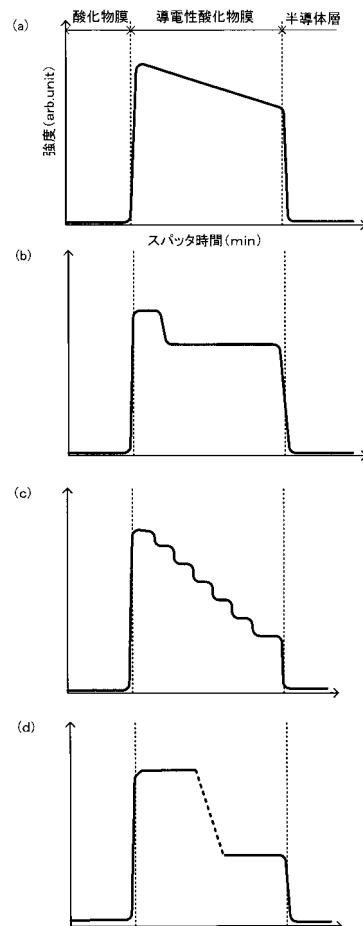 酸化物膜 導電性酸化物膜 半導体層
(a)
強度(arb.unit)
スパッタ時間(min)
(b)
(c)
(d)